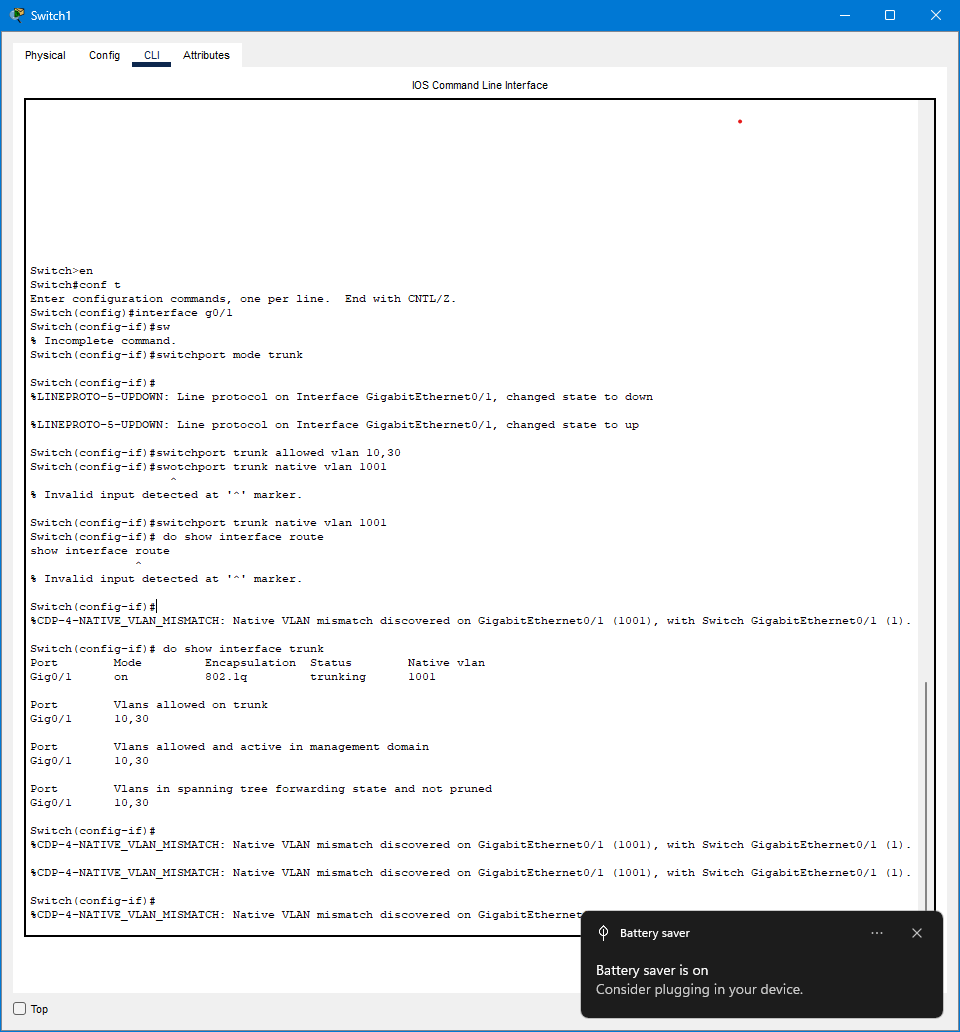 Switch1
Physical Config CLI Attributes
IOS Command Line Interface
Switch>en
Switch#conf t
Enter configuration commands, one per line.  End with CNTL/Z.
Switch(config)#interface g0/1
Switch(config-if)#sw
% Incomplete command.
Switch(config-if)#switchport mode trunk
Switch(config-if)#
%LINEPROTO-5-UPDOWN: Line protocol on Interface GigabitEthernet0/1, changed state to down
%LINEPROTO-5-UPDOWN: Line protocol on Interface GigabitEthernet0/1, changed state to up
Switch(config-if)#switchport trunk allowed vlan 10,30
Switch(config-if)#swotchport trunk native vlan 1001
^
% Invalid input detected at '^' marker.
Switch(config-if)#switchport trunk native vlan 1001
Switch(config-if)# do show interface route
show interface route
^
% Invalid input detected at '^' marker.
Switch(config-if)#
%CDP-4-NATIVE_VLAN_MISMATCH: Native VLAN mismatch discovered on GigabitEthernet0/1 (1001), with Switch GigabitEthernet0/1 (1).
Switch(config-if)# do show interface trunk
Port Mode Encapsulation Status Native vlan
Gig0/1 on 802.1q trunking 1001
Port Vlans allowed on trunk
Gig0/1 10,30
Port Vlans allowed and active in management domain
Gig0/1 10,30
Port Vlans in spanning tree forwarding state and not pruned
Gig0/1 10,30
Switch(config-if)#
%CDP-4-NATIVE_VLAN_MISMATCH: Native VLAN mismatch discovered on GigabitEthernet0/1 (1001), with Switch GigabitEthernet0/1 (1).
%CDP-4-NATIVE_VLAN_MISMATCH: Native VLAN mismatch discovered on GigabitEthernet0/1 (1001), with Switch GigabitEthernet0/1 (1).
Switch(config-if)#
%CDP-4-NATIVE_VLAN_MISMATCH: Native VLAN mismatch discovered on GigabitEthernet
Battery saver
Battery saver is on
Consider plugging in your device.
Top